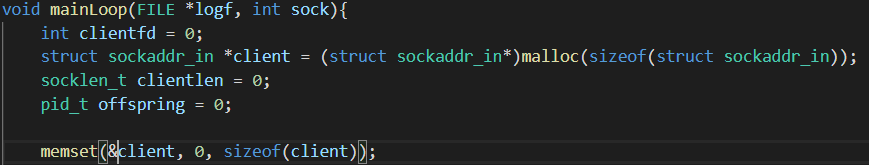 void mainLoop(FILE *logf, int sock){
int clientfd = 0;
struct sockaddr_in *client = (struct sockaddr_in*)malloc(sizeof(struct sockaddr_in));
socklen_t clientlen = 0;
pid_t offspring = 0;
memset(&client, 0, sizeof(client));